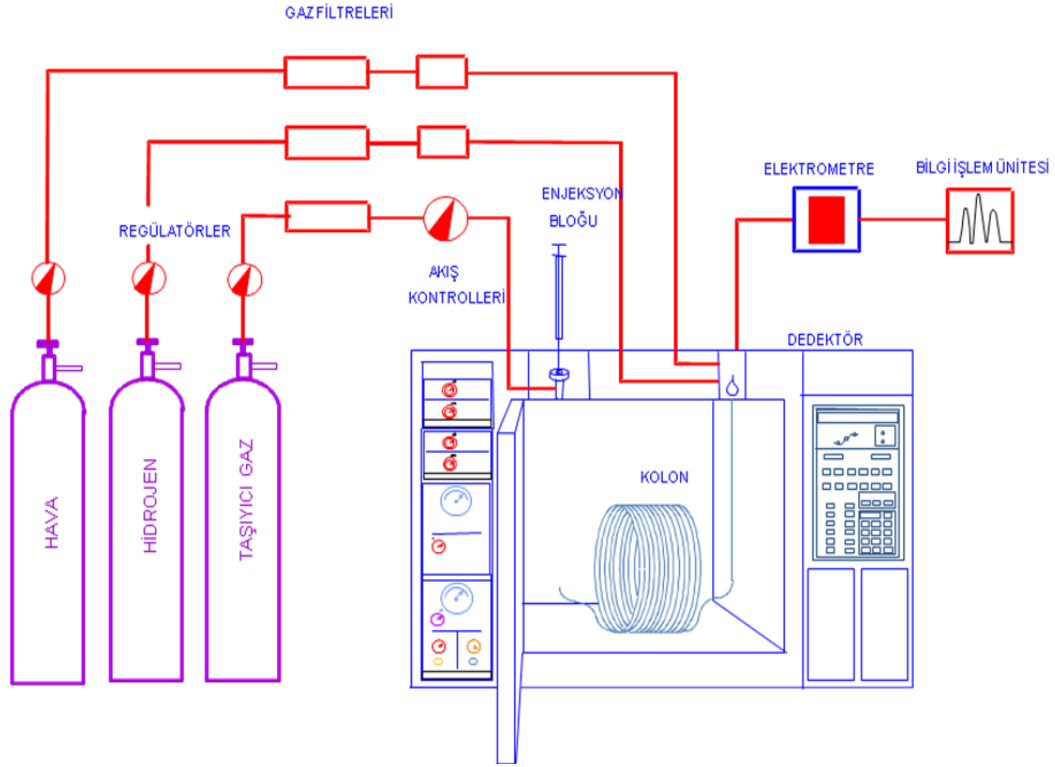 GAZ FİLTRELERİ
ELEKTROMETRE
BİLGİ İŞLEM ÜNİTESİ
ENJEKSYON
BLOĞU
REGÜLATÖRLER
AKIŞ
KONTROLLERİ
DEDEKTÖR
KOLON
HAVA
HİDROJEN
TAŞIYICI GAZ